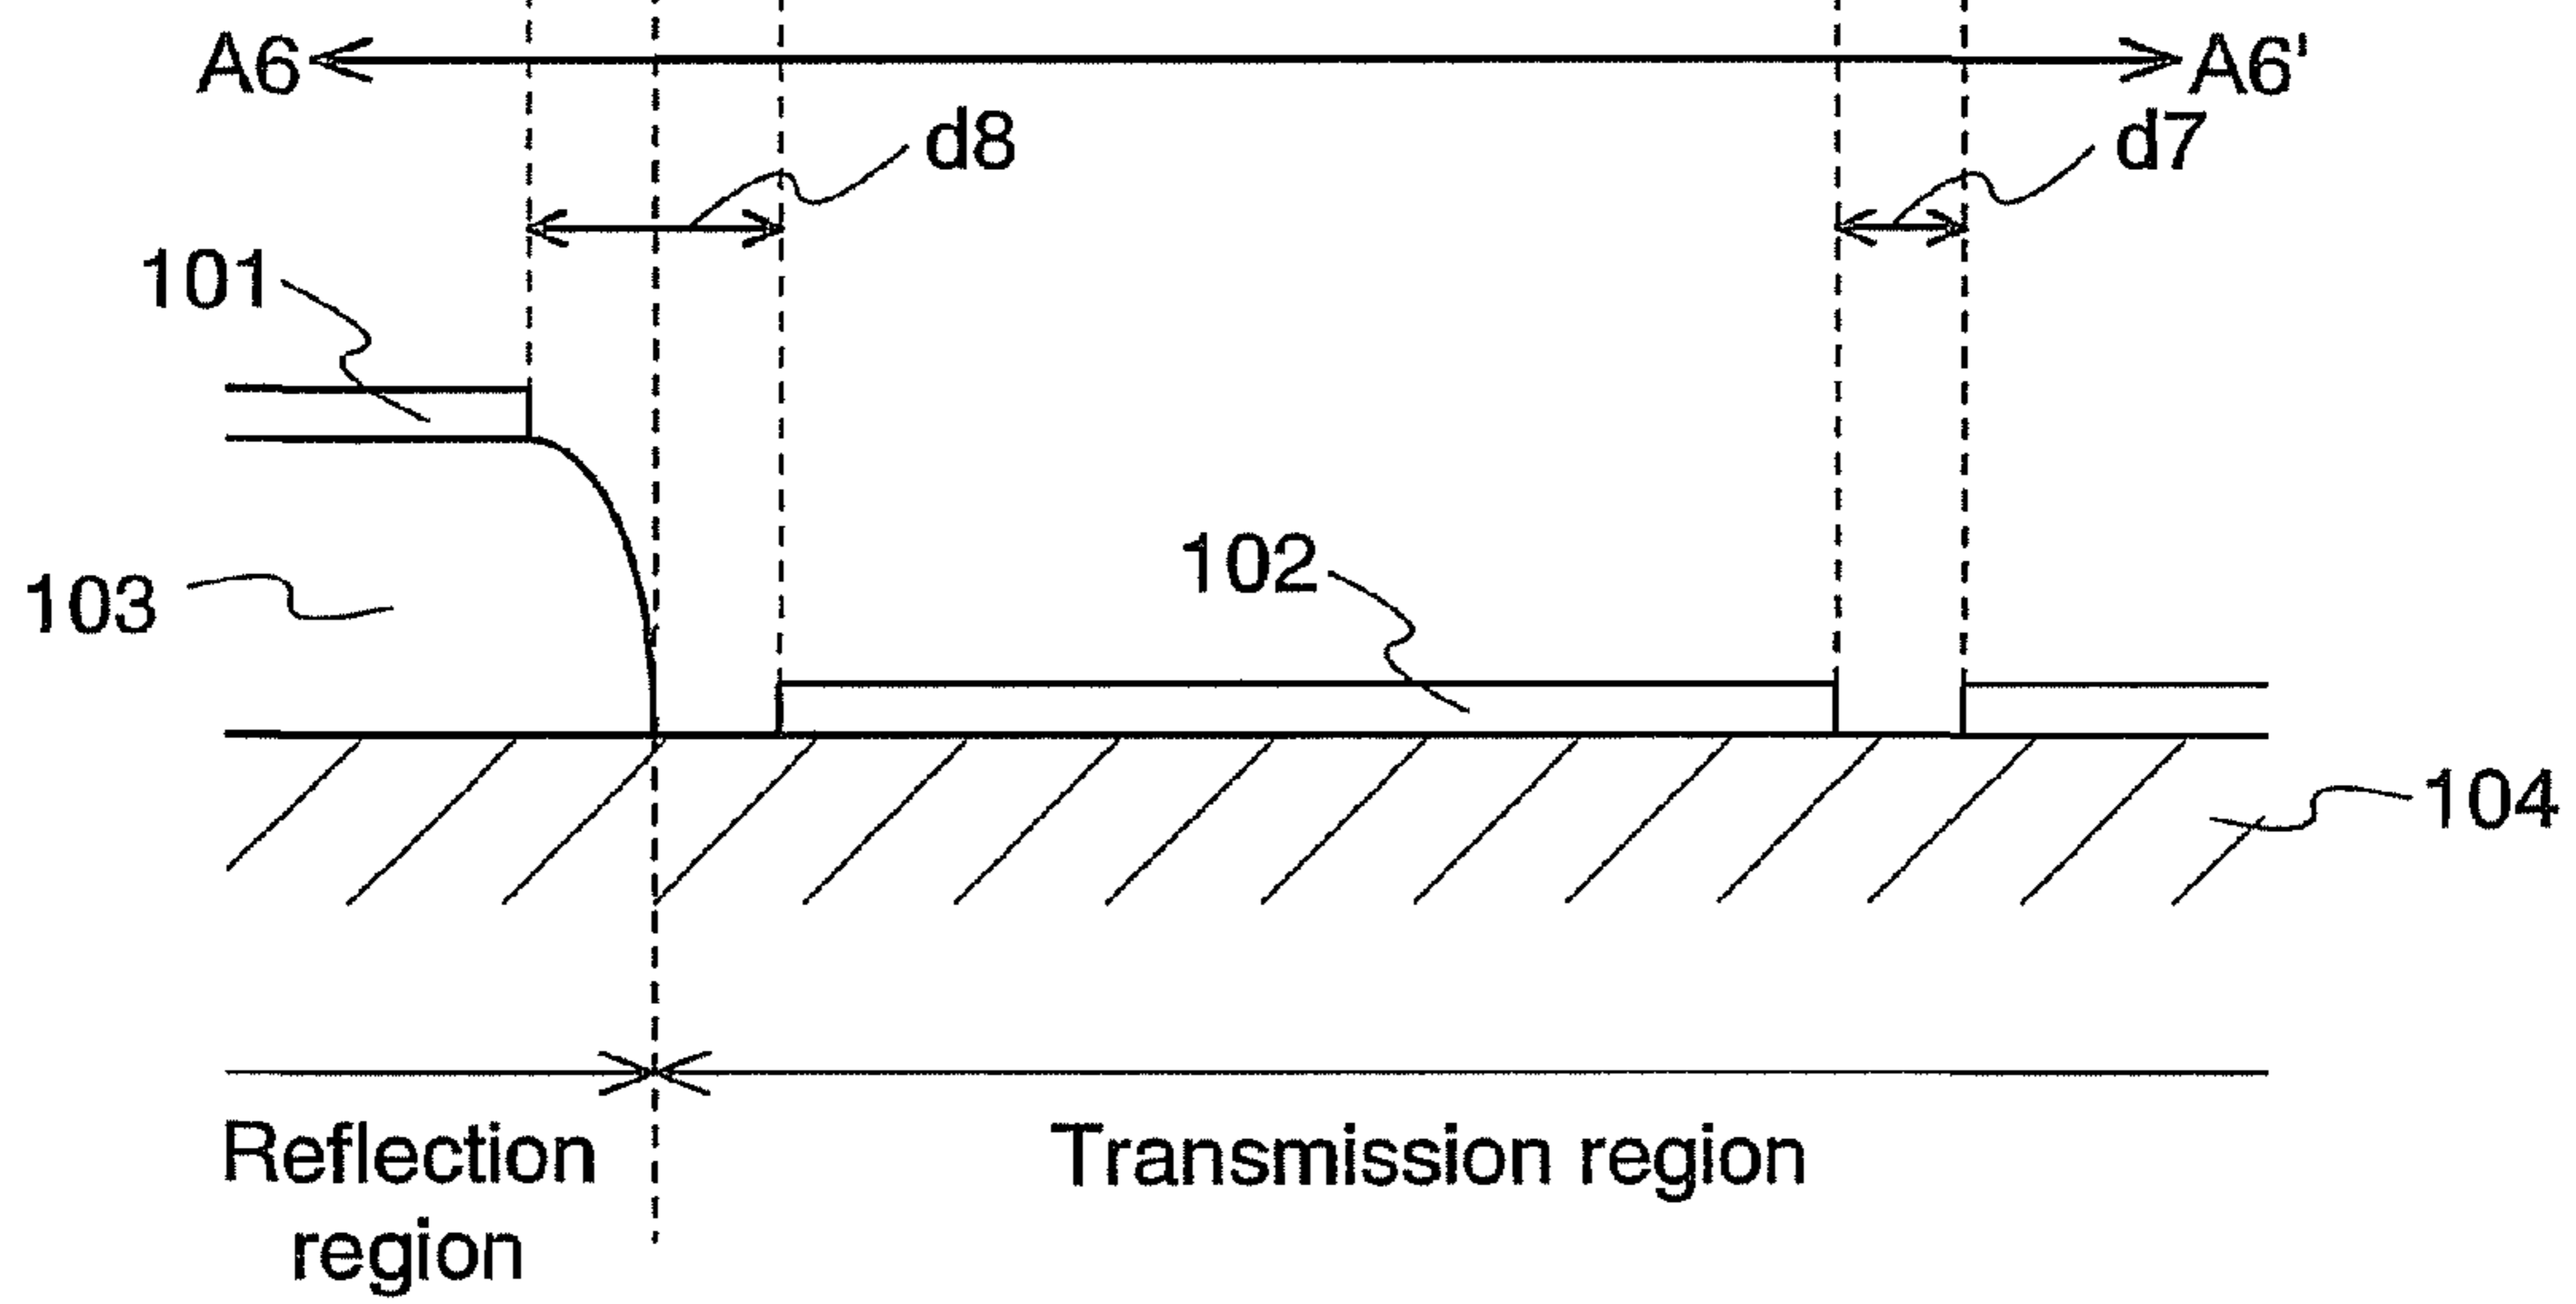 A6
A6'
d8
d7
101
103
102
104
Reflection
region
Transmission region